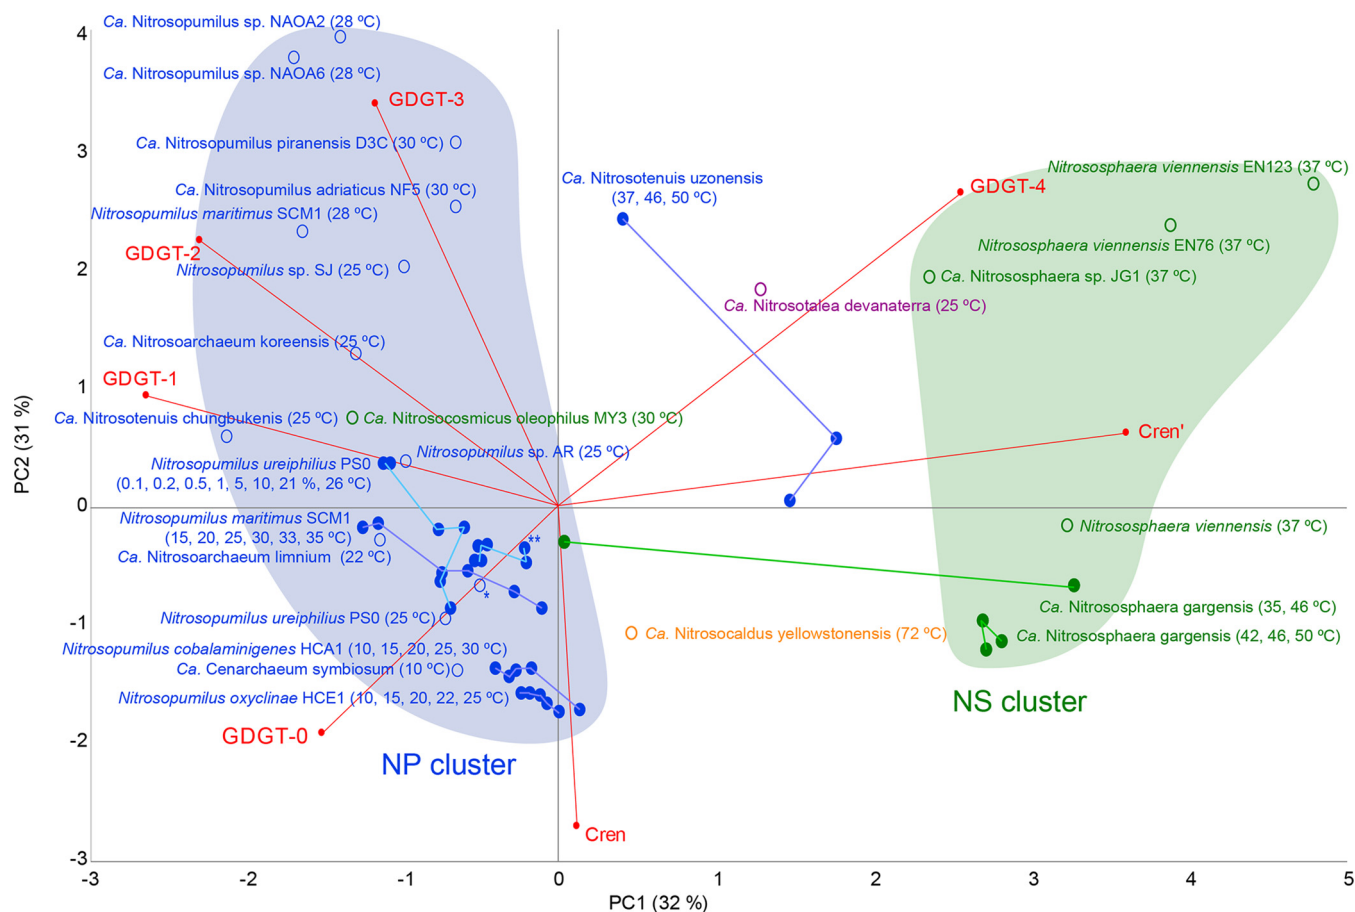 Ca. Nitrosopumilus sp. NAOA2 (28 ºC)
4
Ca. Nitrosopumilus sp. NAOA6 (28 ºC)
GDGT-3
3
Ca. Nitrosopumilus piranensis D3C (30 ºC)
Nitrososphaera viennensis EN123 (37 ºC)
Ca. Nitrosotenuis uzonensis
(37, 46, 50 ºC)
GDGT-4
Ca. Nitrosopumilus adriaticus NF5 (30 ºC)
Nitrosopumilus maritimus SCM1 (28 ºC)
Nitrososphaera viennensis EN76 (37 ºC)
GDGT-2
2
Nitrosopumilus sp. SJ (25 ºC)
Ca. Nitrososphaera sp. JG1 (37 ºC)
Ca. Nitrosotalea devanaterra (25 ºC)
Ca. Nitrosoarchaeum koreensis (25 ºC)
GDGT-1
1
Ca. Nitrosotenuis chungbukenis (25 ºC)
Ca. Nitrosocosmicus oleophilus MY3 (30 ºC)
Cren'
Nitrosopumilus sp. AR (25 ºC)
Nitrosopumilus ureiphilius PS0
(0.1, 0.2, 0.5, 1, 5, 10, 21 %, 26 ºC)
PC2 (31 %)
0
Nitrosopumilus maritimus SCM1
(15, 20, 25, 30, 33, 35 ºC)
Nitrososphaera viennensis (37 ºC)
**
Ca. Nitrosoarchaeum limnium (22 ºC)
*
Ca. Nitrososphaera gargensis (35, 46 ºC)
Nitrosopumilus ureiphilius PS0 (25 ºC)
-1
Ca. Nitrosocaldus yellowstonensis (72 ºC)
Ca. Nitrososphaera gargensis (42, 46, 50 ºC)
Nitrosopumilus cobalaminigenes HCA1 (10, 15, 20, 25, 30 ºC)
Ca. Cenarchaeum symbiosum (10 ºC)
Nitrosopumilus oxyclinae HCE1 (10, 15, 20, 22, 25 ºC)
NS cluster
GDGT-0
-2
NP cluster
Cren
-3
-3 -2 -1 0 1 2 3 4 5
PC1 (32 %)